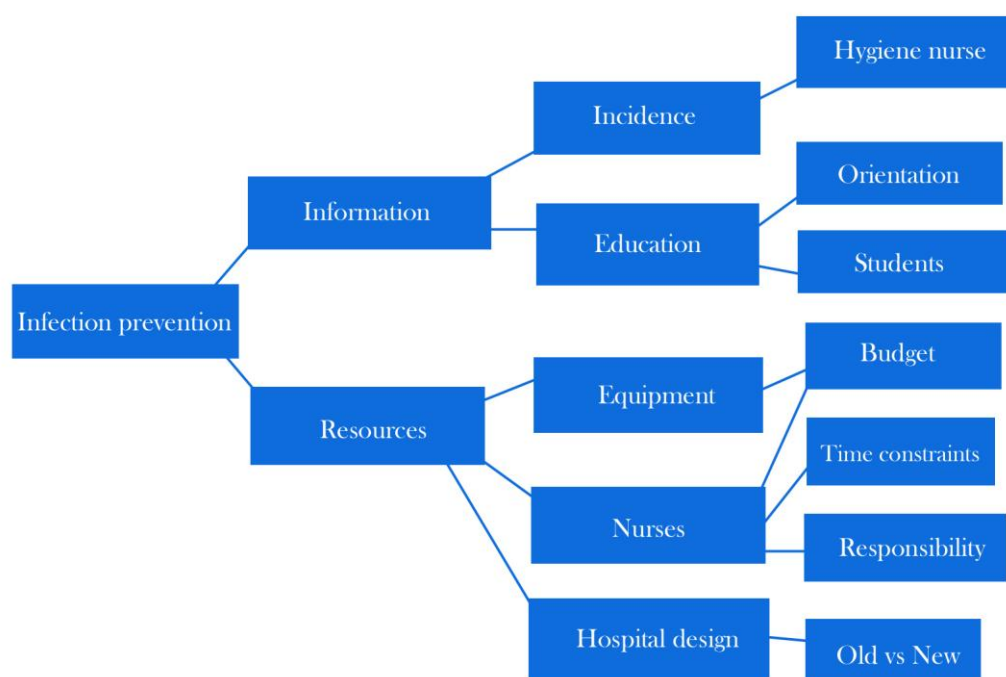 Hygiene nurse
Incidence
Orientation
Information
Education
Students
Infection prevention
Budget
Equipment
Resources
Time constraints
Nurses
Responsibility
Hospital design
Old vs New